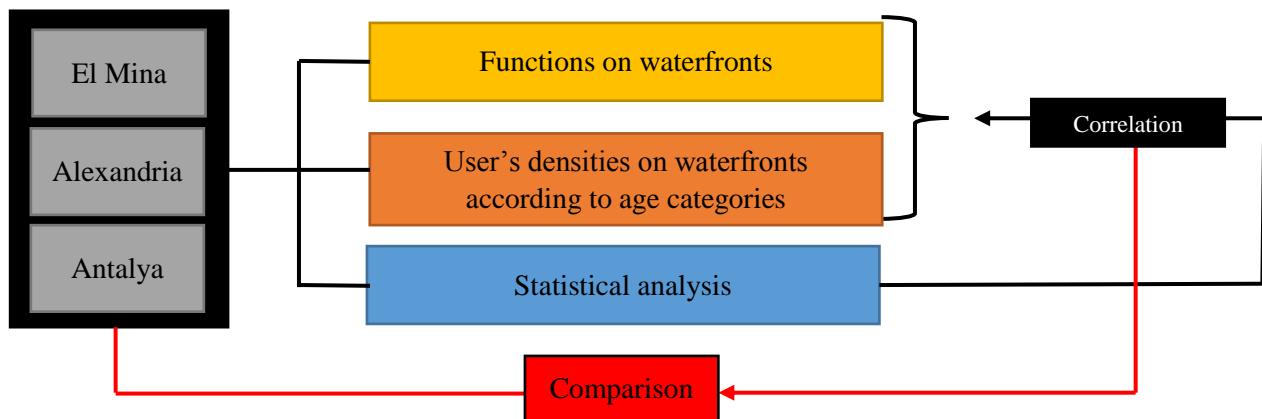 El Mina
Alexandria
Antalya
Functions on waterfronts
User’s densities on waterfronts
according to age categories
Statistical analysis
Correlation
Comparison